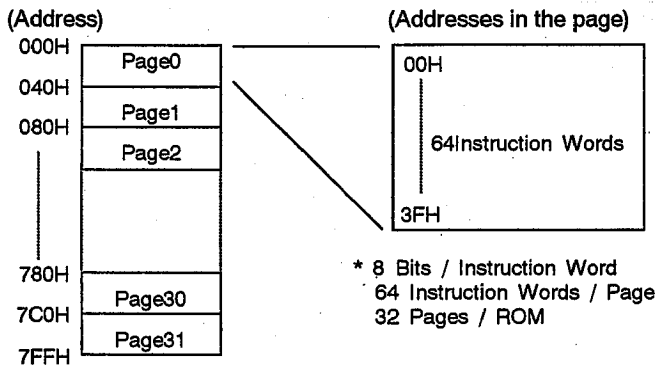 (Address)
000H
Page0
040H
Page1
080H
Page2
780H
Page30
7C0H
Page31
7FFH
(Addresses in the page)
00H
64Instruction Words
3FH
* 8 Bits / Instruction Word
64 Instruction Words / Page
32 Pages / ROM